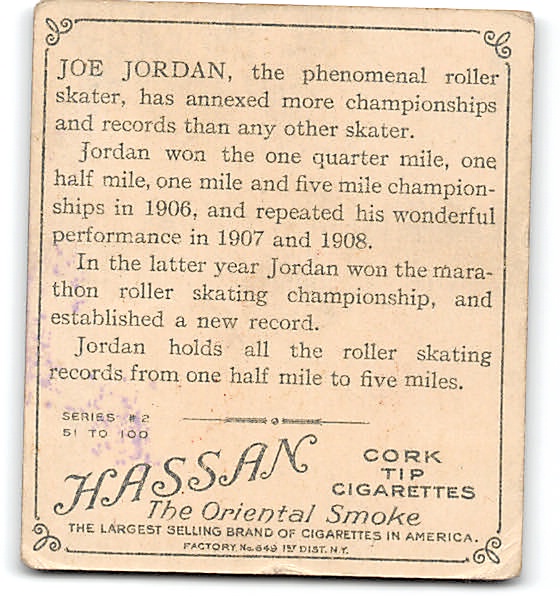 JOE JORDAN, the phenomenal roller
skater, has annexed more championships
and records than any other skater.
Jordan won the one quarter mile, one
half mile, one mile and five mile champion-
ships in 1906, and repeated his wonderful
performance in 1907 and 1908.
In the latter year Jordan won the mara-
thon roller skating championship, and
established a new record.
Jordan holds all the roller skating
records from one half mile to five miles.
SERIES #2
51 TO 100
HASSAN
CORK
TIP
CIGARETTES
The Oriental Smoke
THE LARGEST SELLING BRAND OF CIGARETTES IN AMERICA.
FACTORY No. 649 1ST DIST. N.Y.